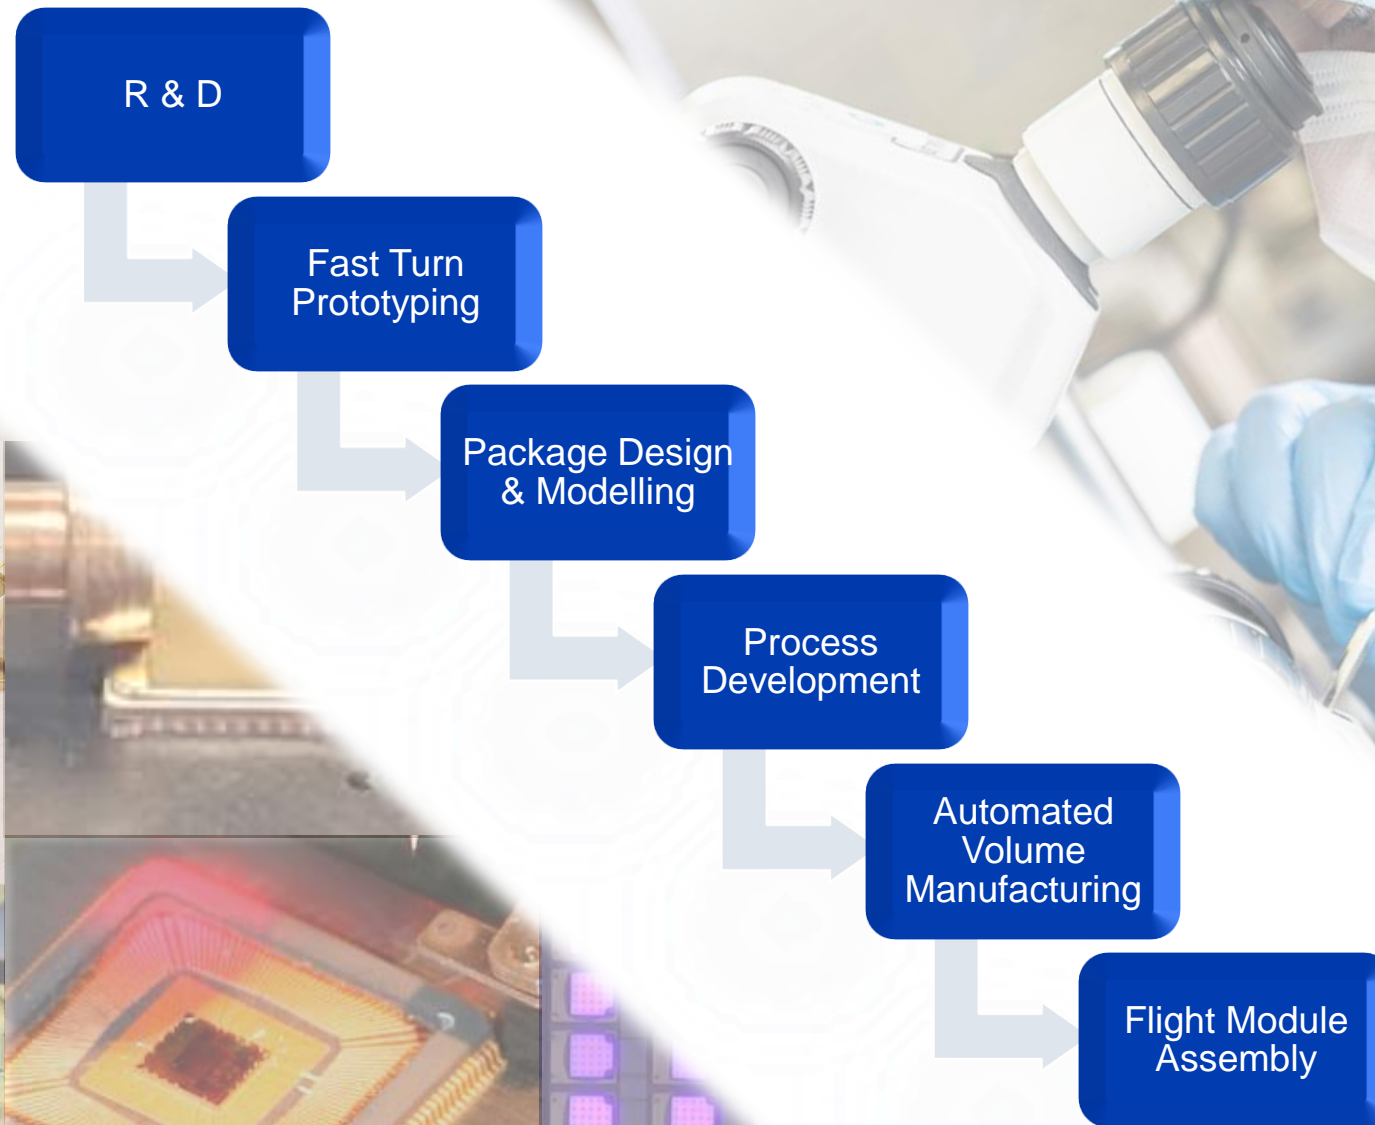 R & D
Fast Turn
Prototyping
Package Design
& Modelling
Process
Development
Automated
Volume
Manufacturing
Flight Module
Assembly